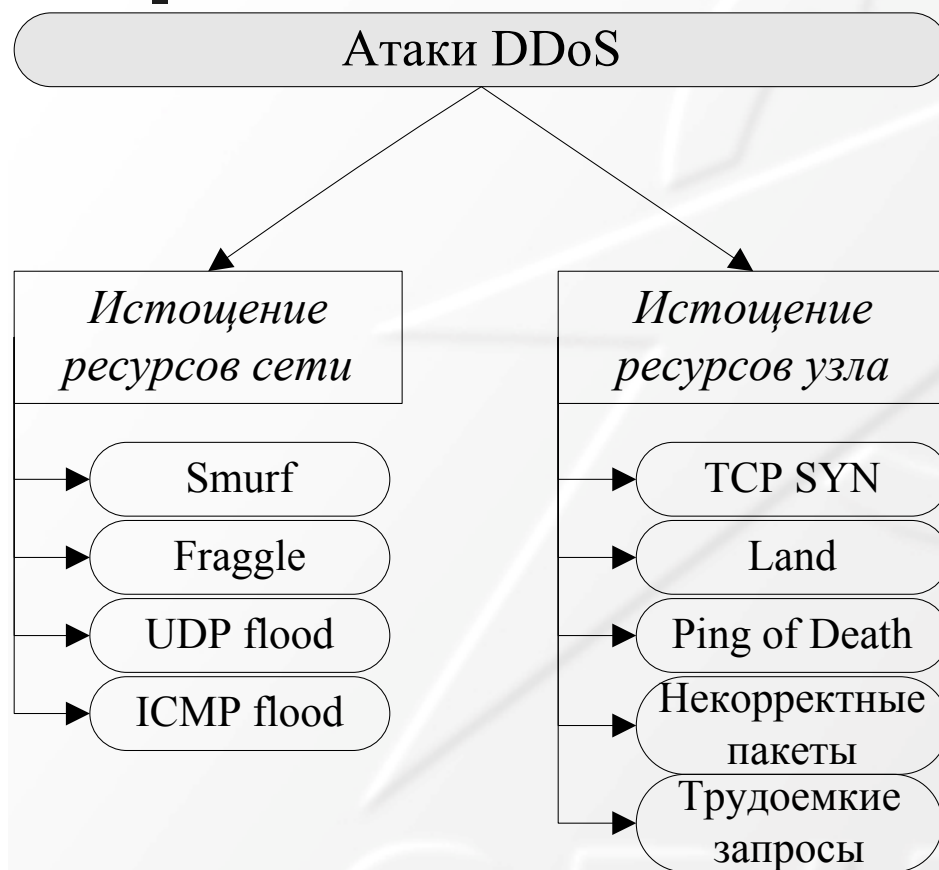 Атаки DDoS
Истощение
ресурсов сети
Smurf
Fraggle
UDP flood
ICMP flood
Истощение
ресурсов узла
TCP SYN
Land
Ping of Death
Некорректные
пакеты
Трудоемкие
запросы